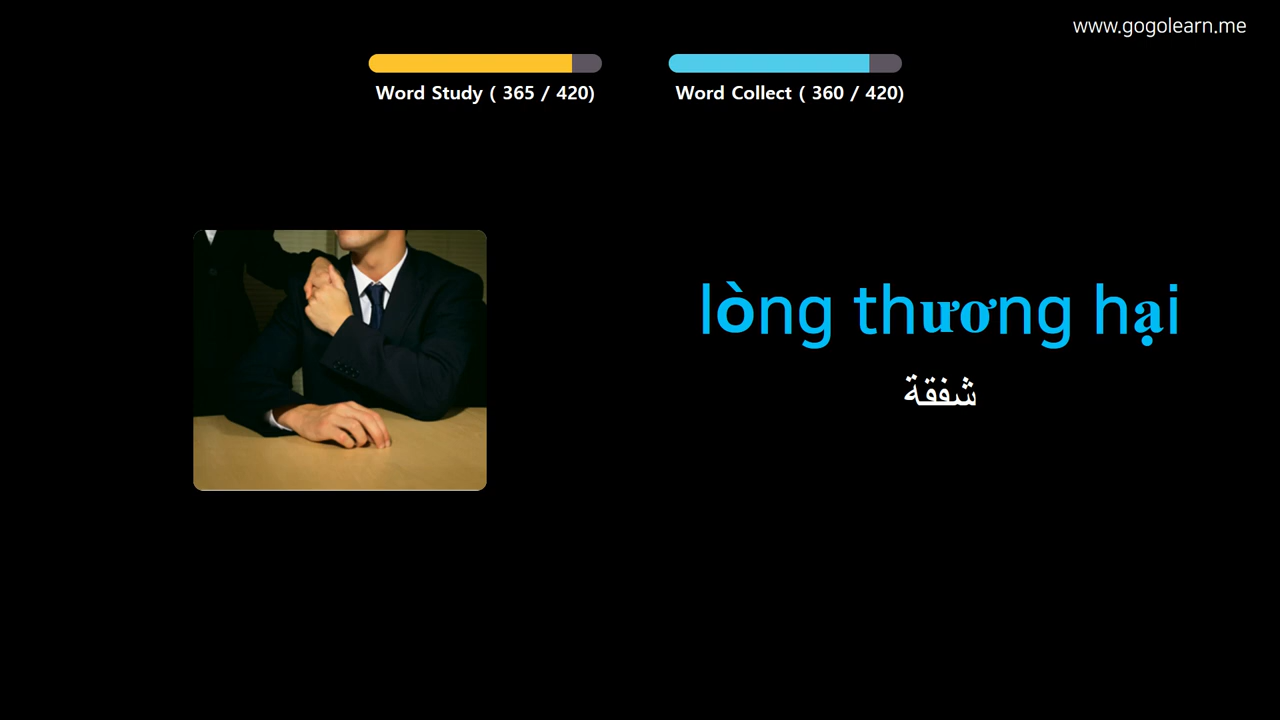 www.gogolearn.me
Word Study ( 365 / 420)
Word Collect ( 360 / 420)
lòng thương hại
شفقة